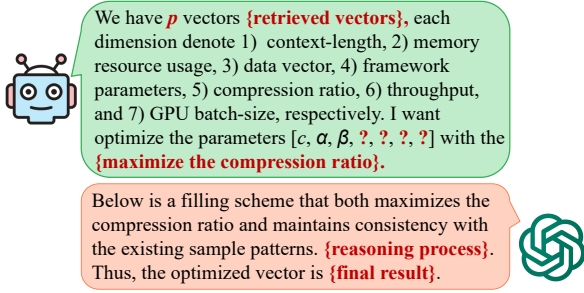 We have p vectors {retrieved vectors}, each
dimension denote 1) context-length, 2) memory
resource usage, 3) data vector, 4) framework
parameters, 5) compression ratio, 6) throughput,
and 7) GPU batch-size, respectively. I want
optimize the parameters [c, α, β, ?, ?, ?, ?] with the
{maximize the compression ratio}.
Below is a filling scheme that both maximizes the
compression ratio and maintains consistency with
the existing sample patterns. {reasoning process}.
Thus, the optimized vector is {final result}.